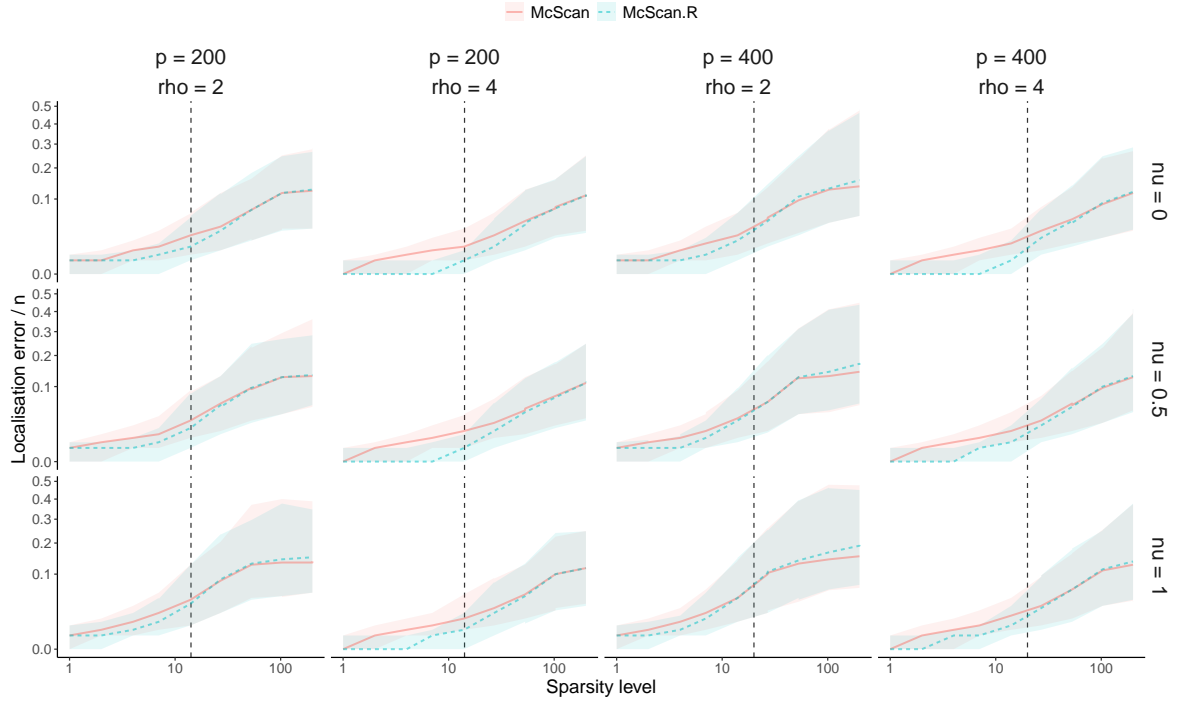 McScan McScan.R
p = 200 p = 200 p = 400 p = 400
rho = 2 rho = 4 rho = 2 rho = 4
0.5
0.4
0.3
0.2
0.1
0.0
nu = 0
0.5
0.4
0.3
0.2
0.1
0.0
nu = 0.5
0.5
0.4
0.3
0.2
0.1
0.0
nu = 1
Localisation error / n
1 10 100 1 10 100 1 10 100 1 10 100
Sparsity level